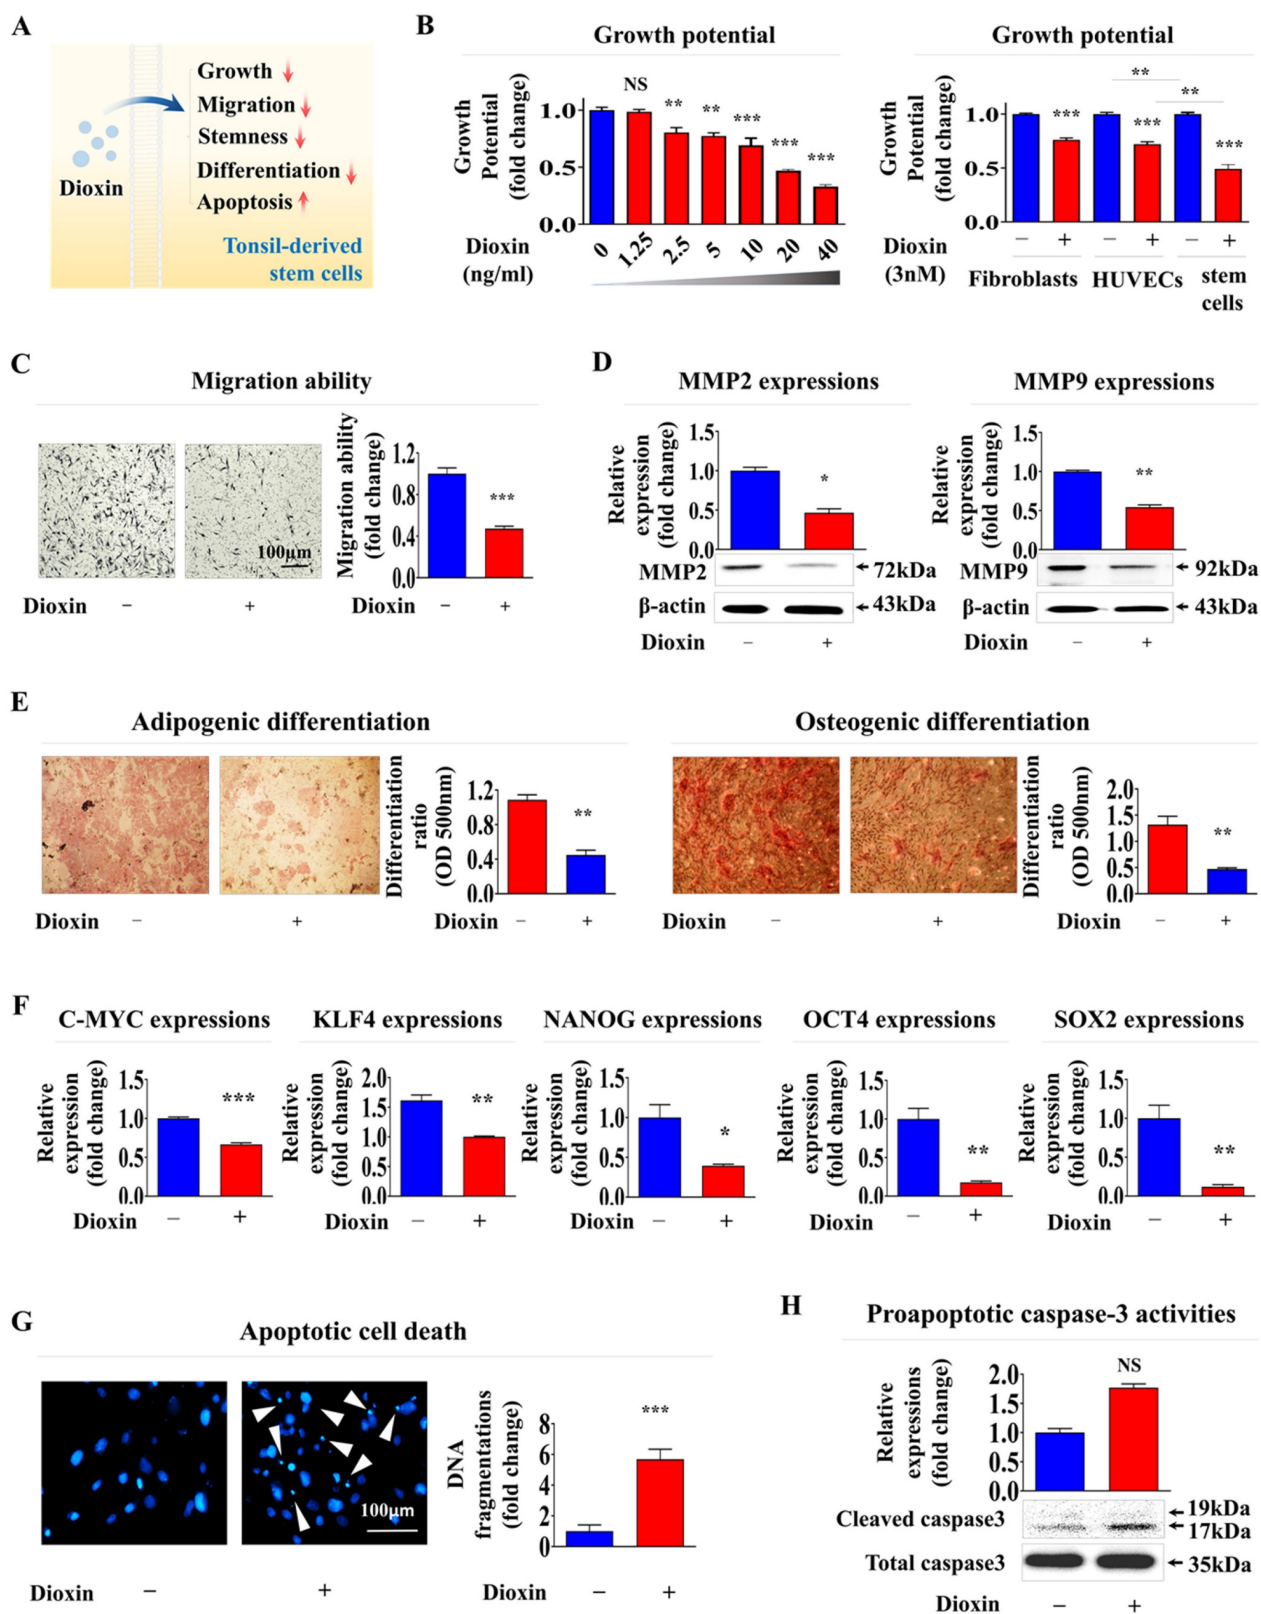 A
Growth ↓
Migration ↓
Stemness ↓
Differentiation ↓
Apoptosis ↑
Dioxin
Tonsil-derived
stem cells
B
Growth potential
Growth
Potential
(fold change)
1.0
0.5
0.0
NS
**
**
***
***
***
Dioxin
(ng/ml)
0 1.25 2.5 5 10 20 40
Growth potential
Growth
Potential
(fold change)
1.0
0.5
0.0
**
**
***
***
***
Dioxin
(3nM)
− + − + − +
Fibroblasts HUVECs stem
cells
C
Migration ability
100μm
Dioxin − +
Migration ability
(fold change)
1.2
0.8
0.4
0.0
***
Dioxin − +
D
MMP2 expressions
Relative
expression
(fold change)
1.5
1.0
0.5
0.0
*
MMP2 ←72kDa
β-actin ←43kDa
Dioxin − +
MMP9 expressions
Relative
expression
(fold change)
1.5
1.0
0.5
0.0
**
MMP9 ←92kDa
β-actin ←43kDa
Dioxin − +
E
Adipogenic differentiation
Dioxin − +
Differentiation
ratio
(OD 500nm)
1.2
0.8
0.4
0.0
**
Dioxin − +
Osteogenic differentiation
Dioxin − +
Differentiation
ratio
(OD 500nm)
2.0
1.5
1.0
0.5
0.0
**
Dioxin − +
F
C-MYC expressions
Relative
expression
(fold change)
1.5
1.0
0.5
0.0
***
Dioxin − +
KLF4 expressions
Relative
expression
(fold change)
2.0
1.5
1.0
0.5
0.0
**
Dioxin − +
NANOG expressions
Relative
expression
(fold change)
1.5
1.0
0.5
0.0
*
Dioxin − +
OCT4 expressions
Relative
expression
(fold change)
1.5
1.0
0.5
0.0
**
Dioxin − +
SOX2 expressions
Relative
expression
(fold change)
1.5
1.0
0.5
0.0
**
Dioxin − +
G
Apoptotic cell death
100μm
Dioxin − +
DNA
fragmentations
(fold change)
8
6
4
2
0
***
Dioxin − +
H
Proapoptotic caspase-3 activities
Relative
expressions
(fold change)
2.0
1.5
1.0
0.5
0.0
NS
Cleaved caspase3 ←19kDa
←17kDa
Total caspase3 ←35kDa
Dioxin − +